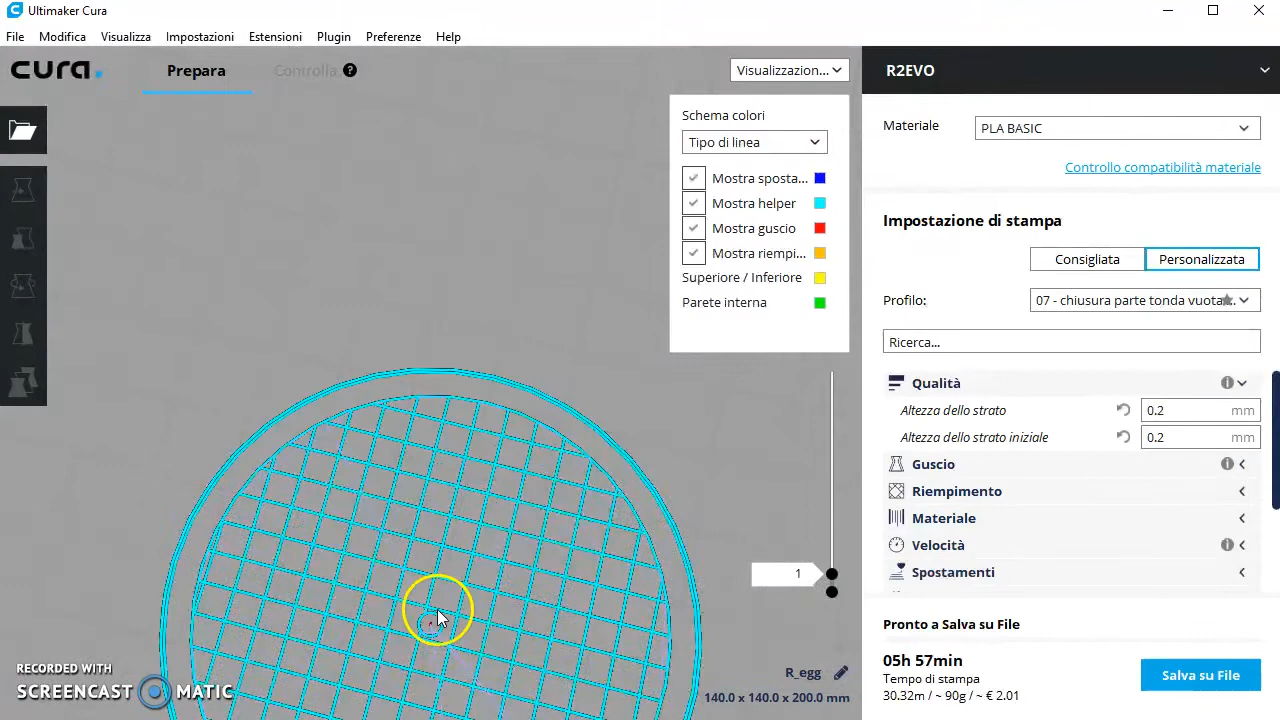 Ultimaker Cura
File Modifica Visualizza Impostazioni Estensioni Plugin Preferenze Help
cura. Prepara Controlla ?
Visualizzazion...
R2EVO
Schema colori
Tipo di linea
Mostra sposta...
Mostra helper
Mostra guscio
Mostra riempi...
Superiore / Inferiore
Parete interna
Materiale PLA BASIC
Controllo compatibilità materiale
Impostazione di stampa
Consigliata Personalizzata
Profilo: 07 - chiusura parte tonda vuota...
Ricerca...
Qualità
Altezza dello strato 0.2 mm
Altezza dello strato iniziale 0.2 mm
Guscio
Riempimento
Materiale
Velocità
Spostamenti
1
Pronto a Salva su File
05h 57min
Tempo di stampa
30.32m / ~ 90g / ~ € 2.01
Salva su File
R_egg
140.0 x 140.0 x 200.0 mm
RECORDED WITH
SCREENCAST MATIC